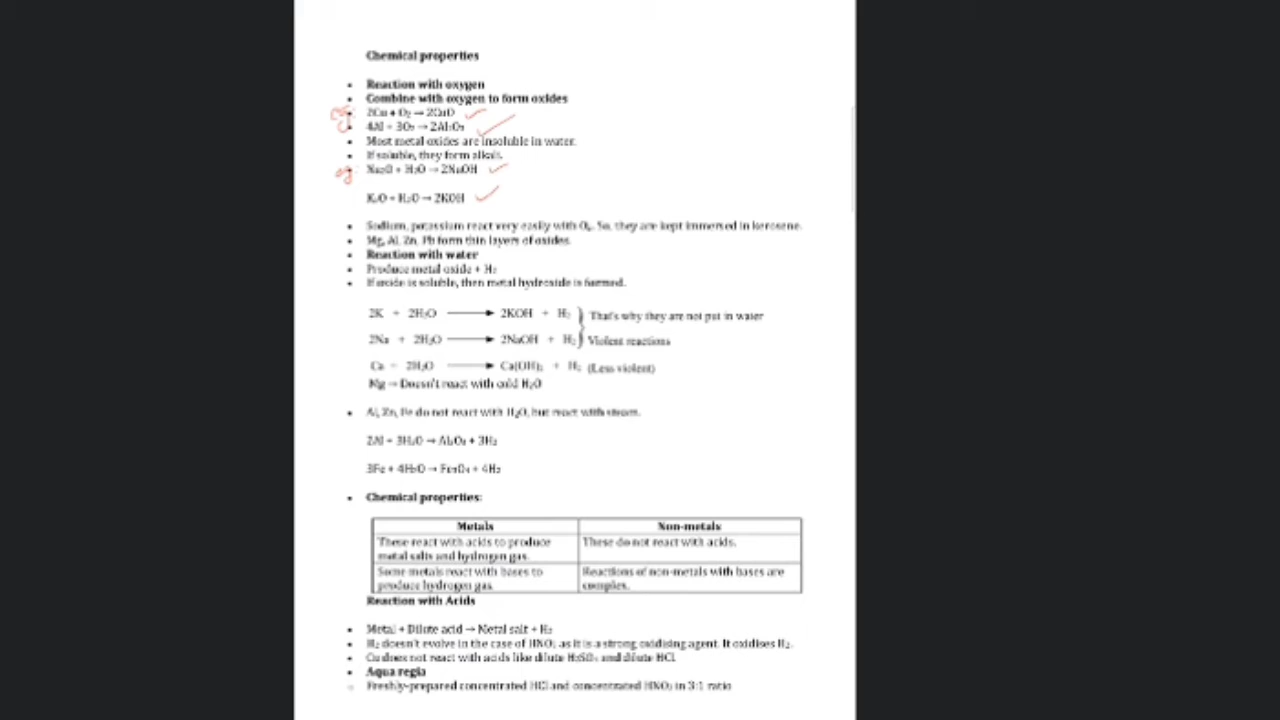 Chemical properties
• Reaction with oxygen
• Combine with oxygen to form oxides
eg • 2Cu + O₂ → 2CuO
• 4Al + 3O₂ → 2Al₂O₃
• Most metal oxides are insoluble in water.
• If soluble, they form alkali.
eg • Na₂O + H₂O → 2NaOH
K₂O + H₂O → 2KOH
• Sodium, potassium react very easily with O₂. So, they are kept immersed in kerosene.
• Mg, Al, Zn, Pb form thin layers of oxides.
• Reaction with water
• Produce metal oxide + H₂
• If oxide is soluble, then metal hydroxide is formed.
2K + 2H₂O → 2KOH + H₂ } That's why they are not put in water
2Na + 2H₂O → 2NaOH + H₂ } Violent reactions
Ca + 2H₂O → Ca(OH)₂ + H₂ (Less violent)
Mg → Doesn't react with cold H₂O
• Al, Zn, Fe do not react with H₂O, but react with steam.
2Al + 3H₂O → Al₂O₃ + 3H₂
3Fe + 4H₂O → Fe₃O₄ + 4H₂
• Chemical properties:
Metals Non-metals
These react with acids to produce metal salts and hydrogen gas. These do not react with acids.
Some metals react with bases to produce hydrogen gas. Reactions of non-metals with bases are complex.
Reaction with Acids
• Metal + Dilute acid → Metal salt + H₂
• H₂ doesn't evolve in the case of HNO₃ as it is a strong oxidising agent. It oxidises H₂.
• Cu does not react with acids like dilute H₂SO₄ and dilute HCl.
• Aqua regia
○ Freshly-prepared concentrated HCl and concentrated HNO₃ in 3:1 ratio